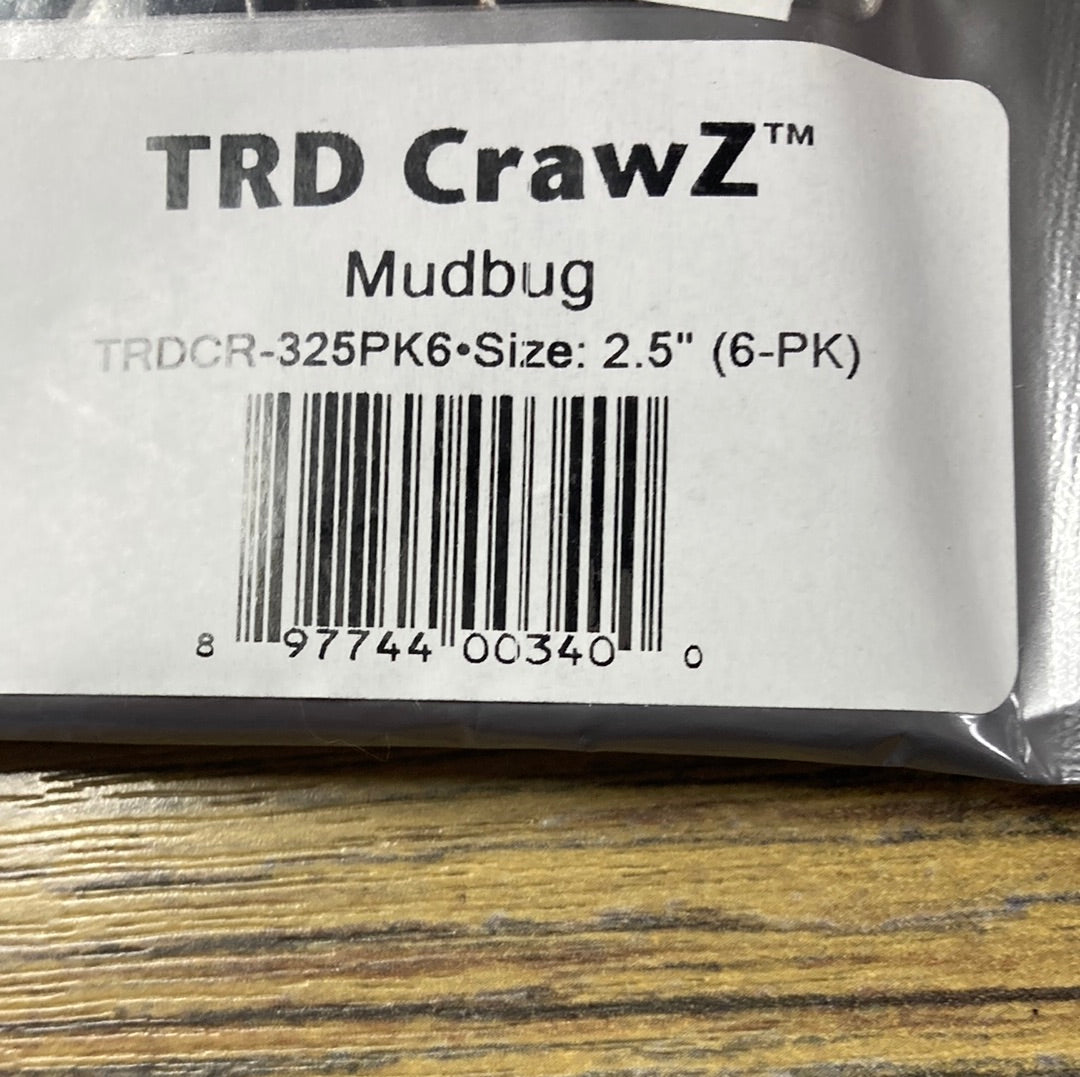 TRD CrawZ™
Mudbug
TRDCR-325PK6•Size: 2.5" (6-PK)
8 97744 00340 0